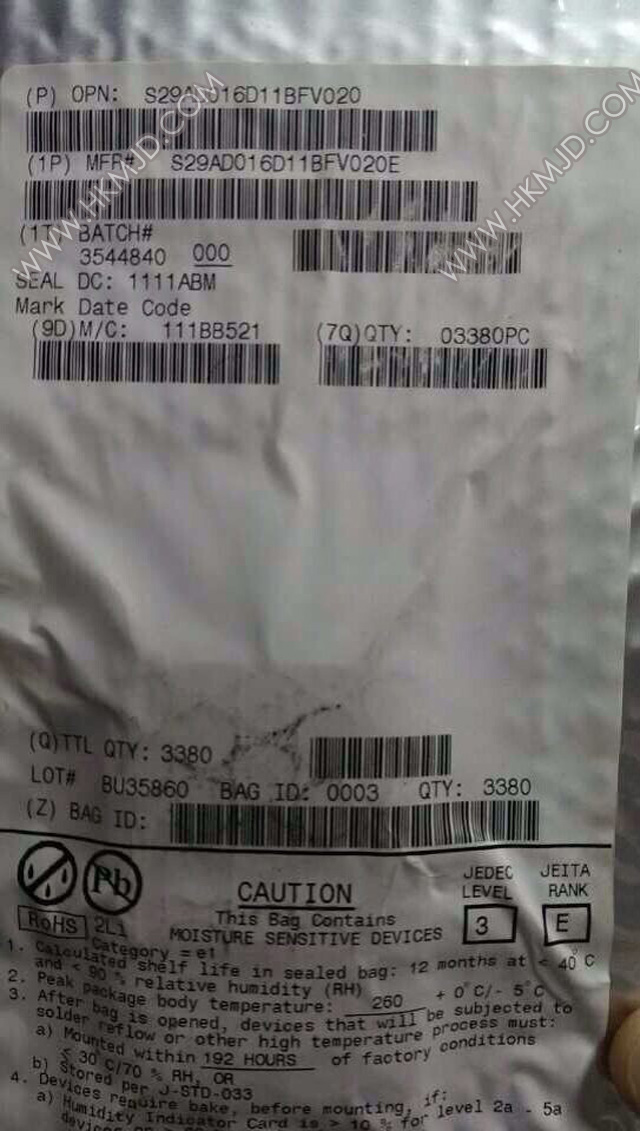 (P) OPN: S29AD016D11BFV020
(1P) MFR# S29AD016D11BFV020E
(1T) BATCH#
3544840 000
SEAL DC: 1111ABM
Mark Date Code
(9D)M/C: 111BB521 (7Q)QTY: 03380PC
(Q)TTL QTY: 3380
LOT# BU35860 BAG ID: 0003 QTY: 3380
(Z) BAG ID:
Pb
RoHS 2L1
CAUTION
This Bag Contains
MOISTURE SENSITIVE DEVICES
JEDEC LEVEL
3
JEITA RANK
E
Category = e1
1. Calculated shelf life in sealed bag: 12 months at < 40°C
and < 90 % relative humidity (RH)
2. Peak package body temperature: 260 + 0°C/- 5°C
3. After bag is opened, devices that will be subjected to
solder reflow or other high temperature process must:
a) Mounted within 192 HOURS of factory conditions
≤ 30°C/70 % RH, OR
b) Stored per J-STD-033
4. Devices require bake, before mounting, if:
a) Humidity Indicator Card is > 10 % for level 2a - 5a
WWW.HKMJD.COM
WWW.HKMJD.COM